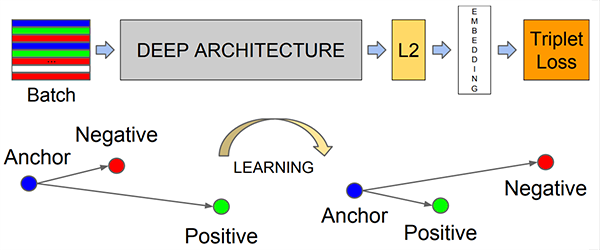 DEEP ARCHITECTURE
L2
EMBEDDING
Triplet
Loss
Batch
Negative
Anchor
Positive
LEARNING
Negative
Anchor
Positive